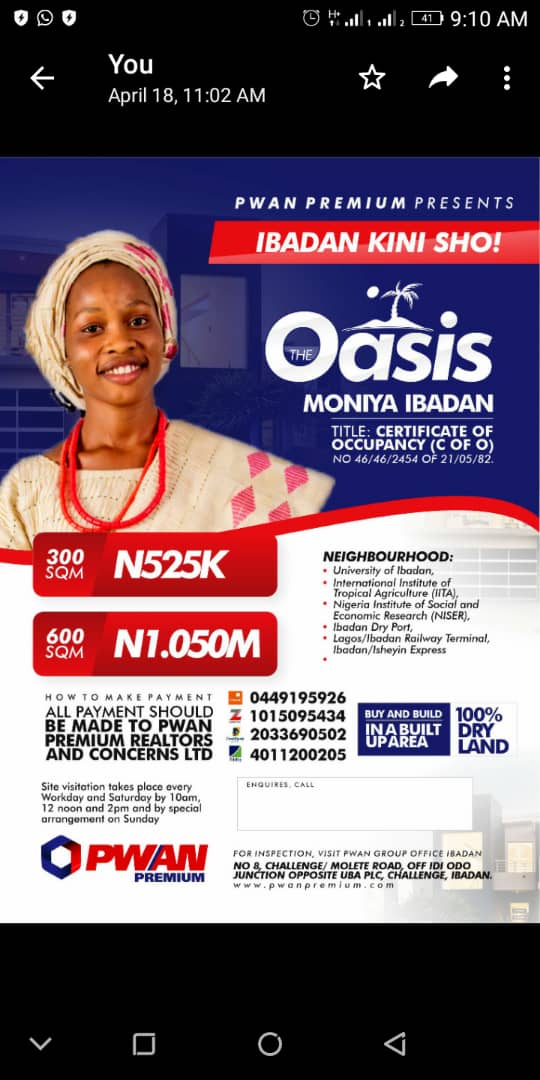 41 9:10 AM
You
April 18, 11:02 AM
PWAN PREMIUM PRESENTS
IBADAN KINI SHO!
THE Oasis
MONIYA IBADAN
TITLE: CERTIFICATE OF
OCCUPANCY (C OF O)
NO 46/46/2454 OF 21/05/82.
300 SQM N525K
600 SQM N1.050M
NEIGHBOURHOOD:
• University of Ibadan,
• International Institute of
Tropical Agriculture (IITA),
• Nigeria Institute of Social and
Economic Research (NISER),
• Ibadan Dry Port,
• Lagos/Ibadan Railway Terminal,
Ibadan/Isheyin Express
•
HOW TO MAKE PAYMENT
ALL PAYMENT SHOULD
BE MADE TO PWAN
PREMIUM REALTORS
AND CONCERNS LTD
0449195926
1015095434
2033690502
4011200205
BUY AND BUILD
IN A BUILT
UP AREA
100%
DRY
LAND
Site visitation takes place every
Workday and Saturday by 10am,
12 noon and 2pm and by special
arrangement on Sunday
ENQUIRES, CALL
PWAN
PREMIUM
FOR INSPECTION, VISIT PWAN GROUP OFFICE IBADAN
NO 8, CHALLENGE/ MOLETE ROAD, OFF IDI ODO
JUNCTION OPPOSITE UBA PLC, CHALLENGE, IBADAN.
www.pwanpremium.com